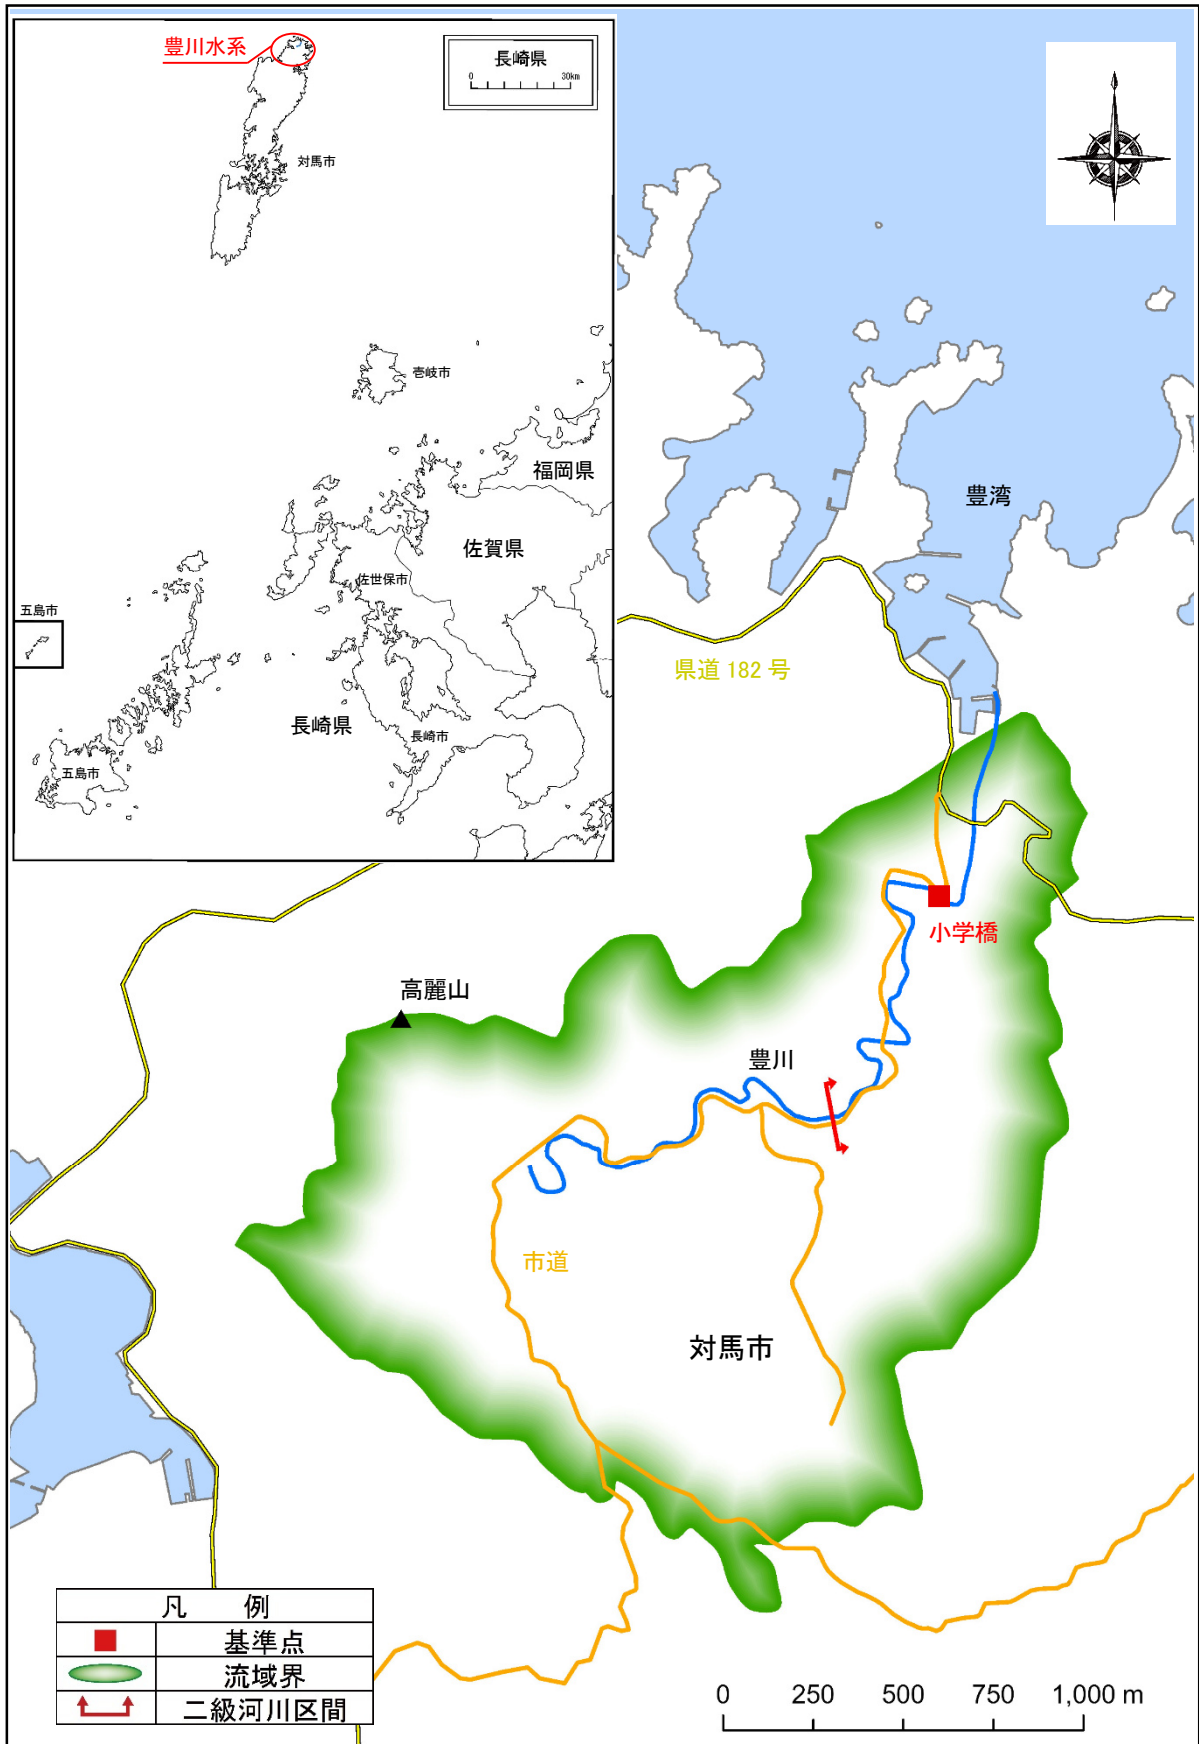 豊川水系
長崎県
0 30km
対馬市
壱岐市
福岡県
佐賀県
佐世保市
五島市
長崎県
長崎市
五島市
豊湾
県道 182 号
小学橋
高麗山
豊川
市道
対馬市
凡 例
基準点
流域界
二級河川区間
0 250 500 750 1,000 m